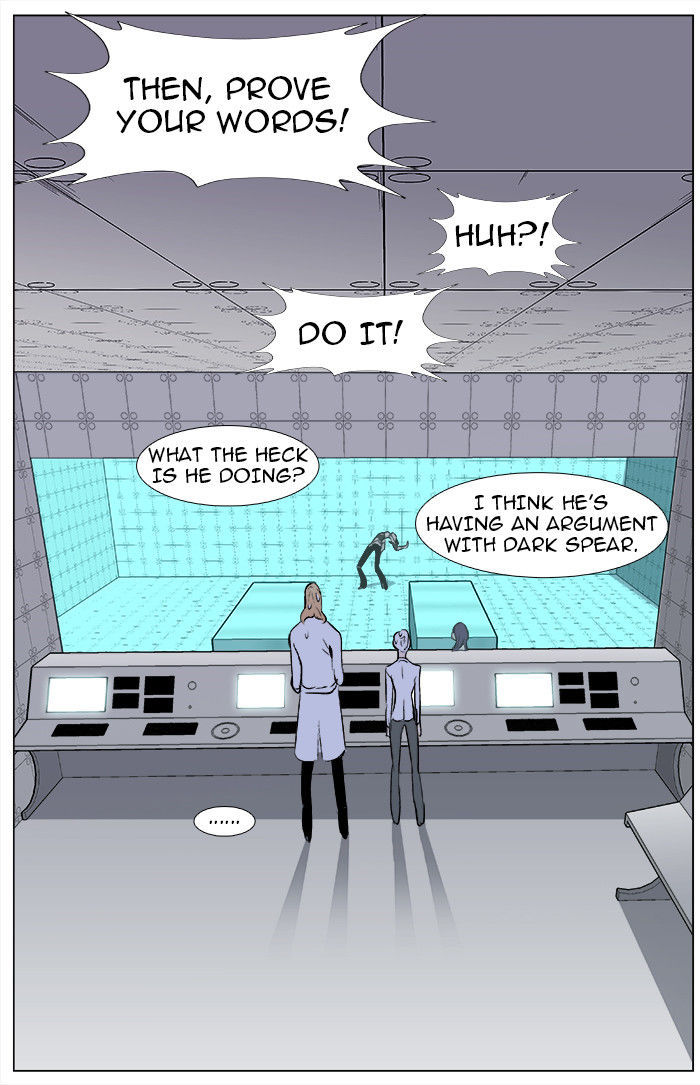 THEN, PROVE
YOUR WORDS!
HUH?!
DO IT!
WHAT THE HECK
IS HE DOING?
I THINK HE'S
HAVING AN ARGUMENT
WITH DARK SPEAR.
......